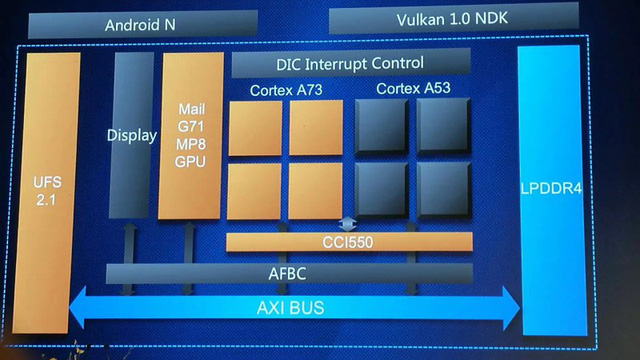 Android N
Vulkan 1.0 NDK
DIC Interrupt Control
Cortex A73
Cortex A53
Display
Mail
G71
MP8
GPU
UFS
2.1
LPDDR4
CCI550
AFBC
AXI BUS